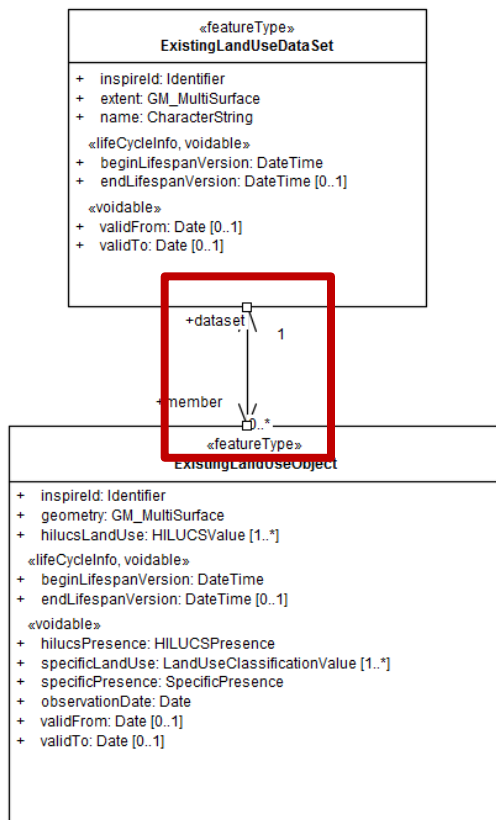 «featureType»
ExistingLandUseDataSet
+ inspireId: Identifier
+ extent: GM_MultiSurface
+ name: CharacterString
«lifeCycleInfo, voidable»
+ beginLifespanVersion: DateTime
+ endLifespanVersion: DateTime [0..1]
«voidable»
+ validFrom: Date [0..1]
+ validTo: Date [0..1]
+dataset
1
+member
0..*
«featureType»
ExistingLandUseObject
+ inspireId: Identifier
+ geometry: GM_MultiSurface
+ hilucsLandUse: HILUCSValue [1..*]
«lifeCycleInfo, voidable»
+ beginLifespanVersion: DateTime
+ endLifespanVersion: DateTime [0..1]
«voidable»
+ hilucsPresence: HILUCSPresence
+ specificLandUse: LandUseClassificationValue [1..*]
+ specificPresence: SpecificPresence
+ observationDate: Date
+ validFrom: Date [0..1]
+ validTo: Date [0..1]